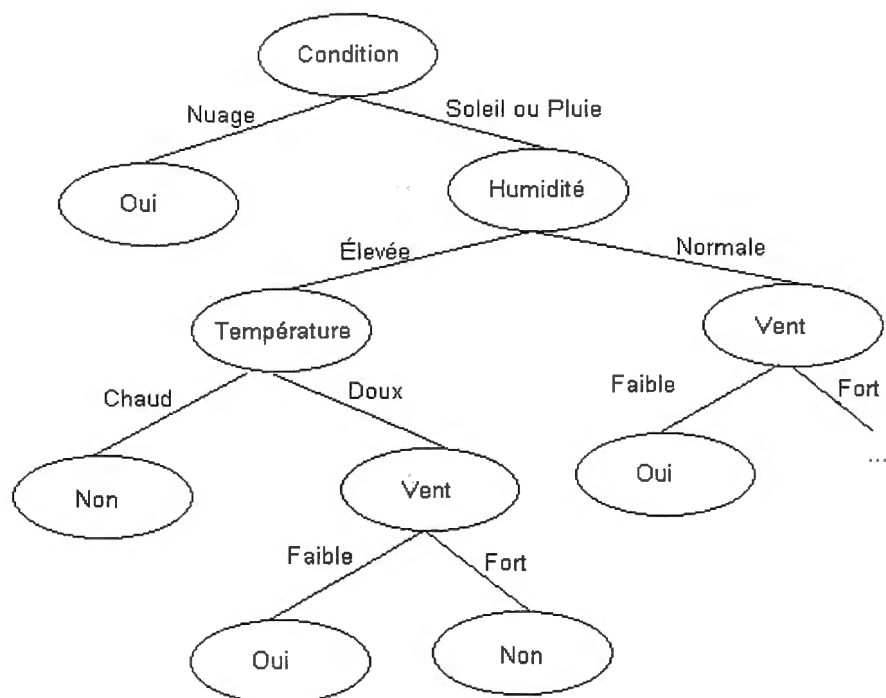 Condition
Nuage
Soleil ou Pluie
Oui
Humidité
Élevée
Normale
Température
Vent
Chaud
Doux
Faible
Fort
Non
Vent
Oui
...
Faible
Fort
Oui
Non